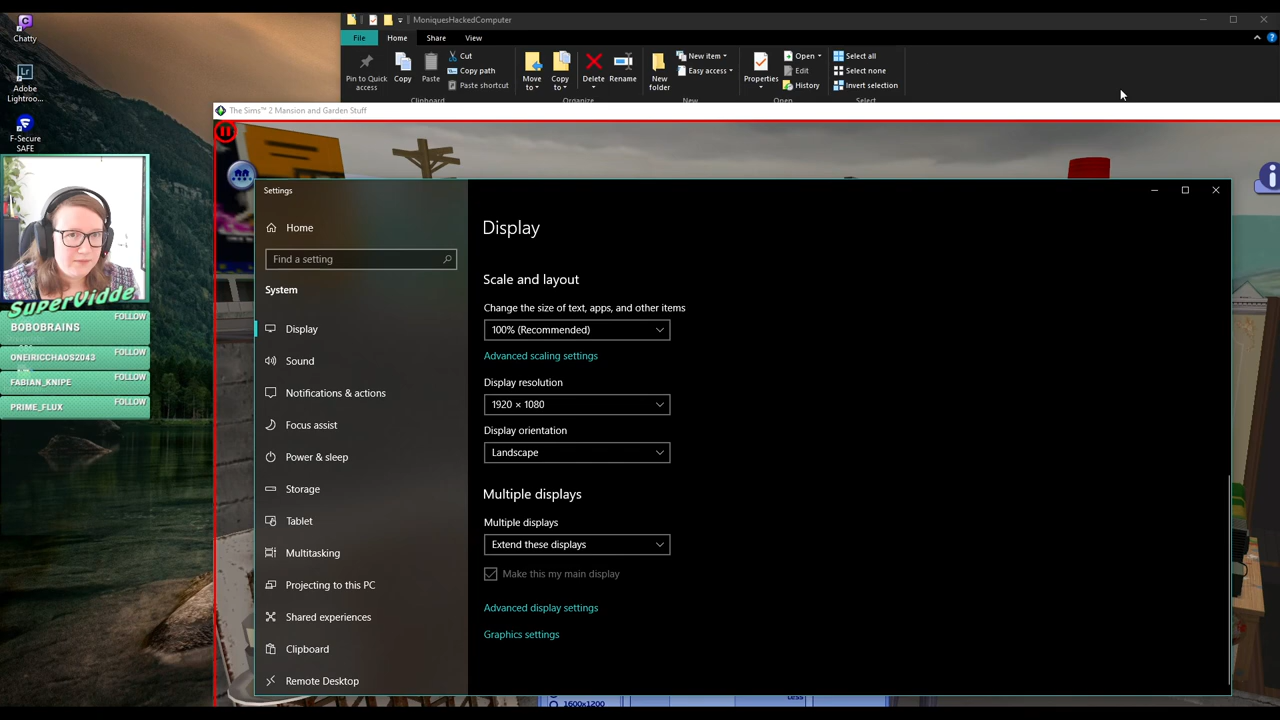 Chatty
Adobe
Lightroo...
F-Secure
SAFE
SuperVidde
BOBOBRAINS FOLLOW
ONEIRICCHAOS2043 FOLLOW
FABIAN_KNIPE FOLLOW
PRIME_FLUX FOLLOW
MoniquesHackedComputer
File Home Share View
Pin to Quick
access
Copy
Paste
Cut
Copy path
Paste shortcut
Clipboard
Move
to
Copy
to
Delete
Rename
Organize
New
folder
New item
Easy access
New
Properties
Open
Edit
History
Open
Select all
Select none
Invert selection
Select
The Sims™ 2 Mansion and Garden Stuff
Settings
Home
Find a setting
System
Display
Sound
Notifications & actions
Focus assist
Power & sleep
Storage
Tablet
Multitasking
Projecting to this PC
Shared experiences
Clipboard
Remote Desktop
Display
Scale and layout
Change the size of text, apps, and other items
100% (Recommended)
Advanced scaling settings
Display resolution
1920 × 1080
Display orientation
Landscape
Multiple displays
Multiple displays
Extend these displays
Make this my main display
Advanced display settings
Graphics settings
1600x1200
LESS